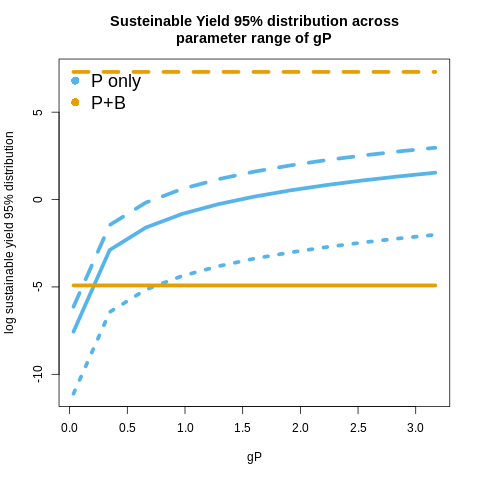 Susteinable Yield 95% distribution across
parameter range of gP
log sustainable yield 95% distribution
5
0
-5
-10
P only
P+B
0.0 0.5 1.0 1.5 2.0 2.5 3.0
gP